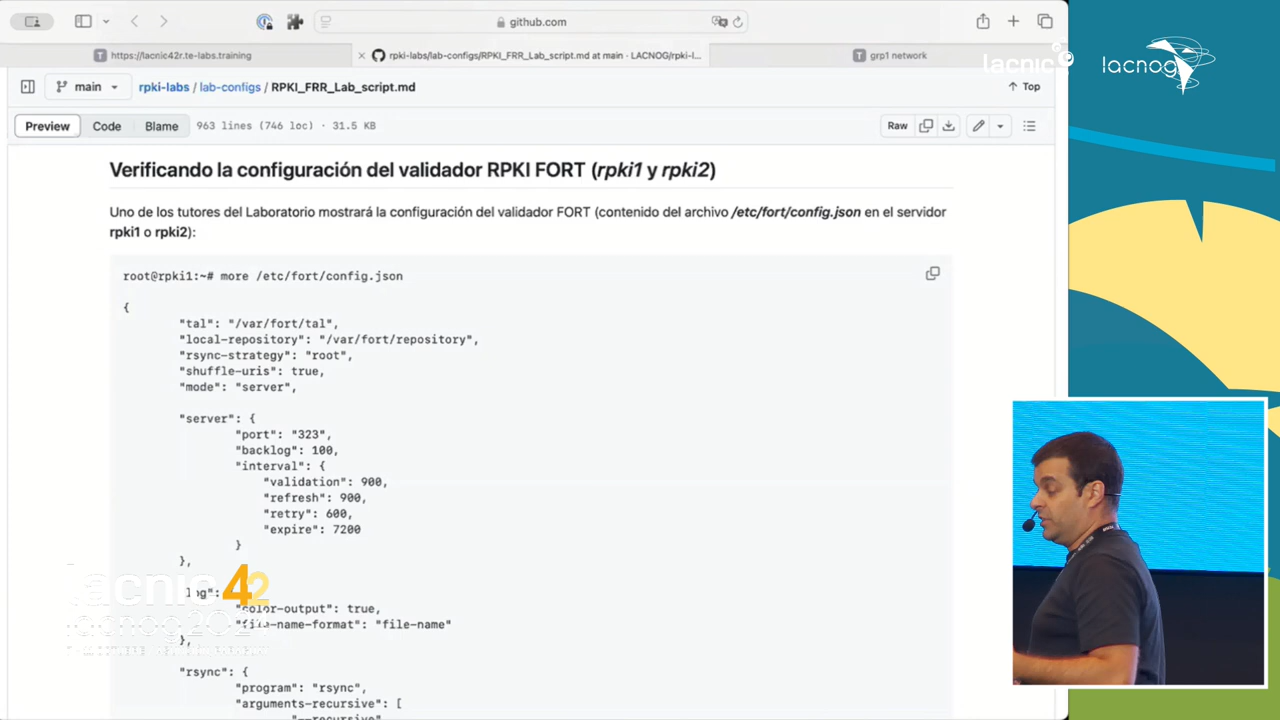 github.com
https://lacnic42r.te-labs.training
rpki-labs/lab-configs/RPKI_FRR_Lab_script.md at main · LACNOG/rpki-l...
grp1 network
lacnic
lacnog
main
rpki-labs / lab-configs / RPKI_FRR_Lab_script.md
Top
Preview
Code
Blame
963 lines (746 loc) · 31.5 KB
Raw
Verificando la configuración del validador RPKI FORT (rpki1 y rpki2)
Uno de los tutores del Laboratorio mostrará la configuración del validador FORT (contenido del archivo /etc/fort/config.json en el servidor
rpki1 o rpki2):
root@rpki1:~# more /etc/fort/config.json
{
"tal": "/var/fort/tal",
"local-repository": "/var/fort/repository",
"rsync-strategy": "root",
"shuffle-uris": true,
"mode": "server",
"server": {
"port": "323",
"backlog": 100,
"interval": {
"validation": 900,
"refresh": 900,
"retry": 600,
"expire": 7200
}
},
"color-output": true,
"file-name-format": "file-name"
},
"rsync": {
"program": "rsync",
"arguments-recursive": [
"--recursive"
lacnic 42